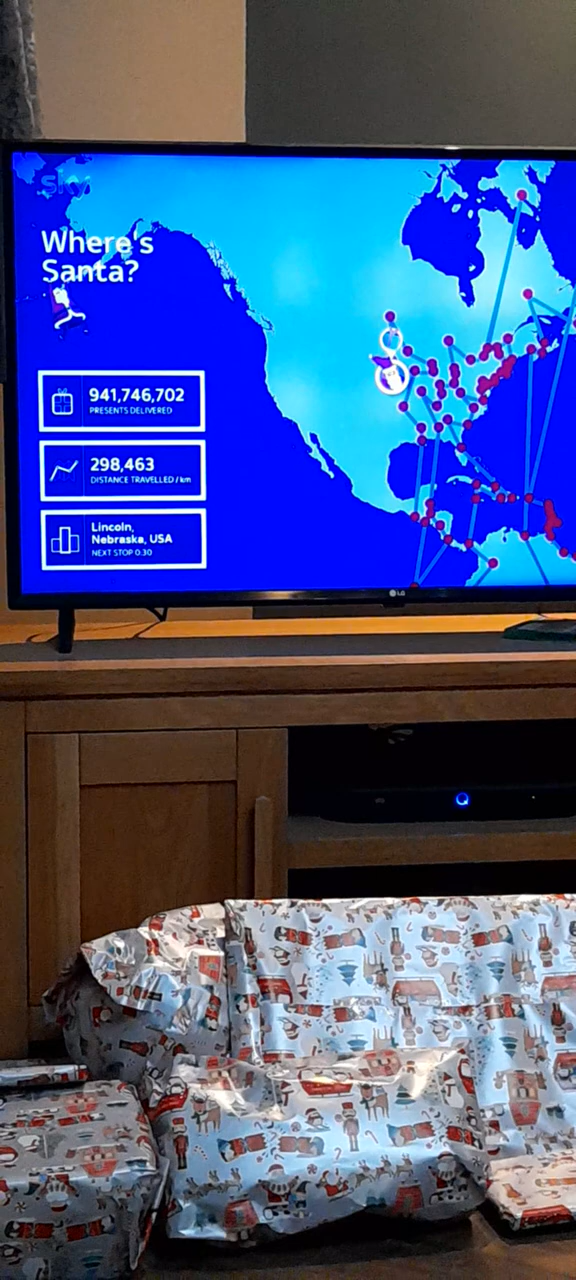 sky
Where's
Santa?
941,746,702
PRESENTS DELIVERED
298,463
DISTANCE TRAVELLED / km
Lincoln,
Nebraska, USA
NEXT STOP 0:30
LG